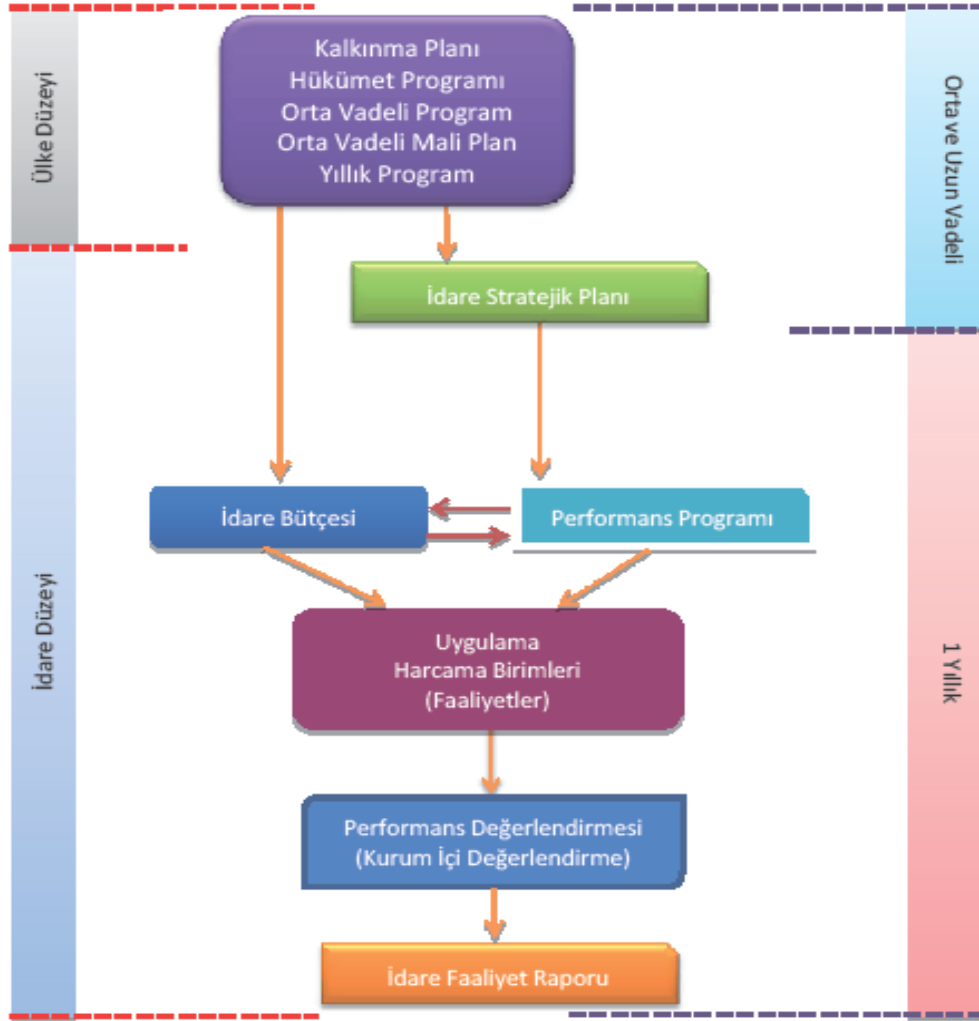 Ülke Düzeyi
Kalkınma Planı
Hükümet Programı
Orta Vadeli Program
Orta Vadeli Mali Plan
Yıllık Program
Orta ve Uzun Vadeli
İdare Stratejik Planı
İdare Düzeyi
İdare Bütçesi
Performans Programı
Uygulama
Harcama Birimleri
(Faaliyetler)
1 Yıllık
Performans Değerlendirmesi
(Kurum İçi Değerlendirme)
İdare Faaliyet Raporu